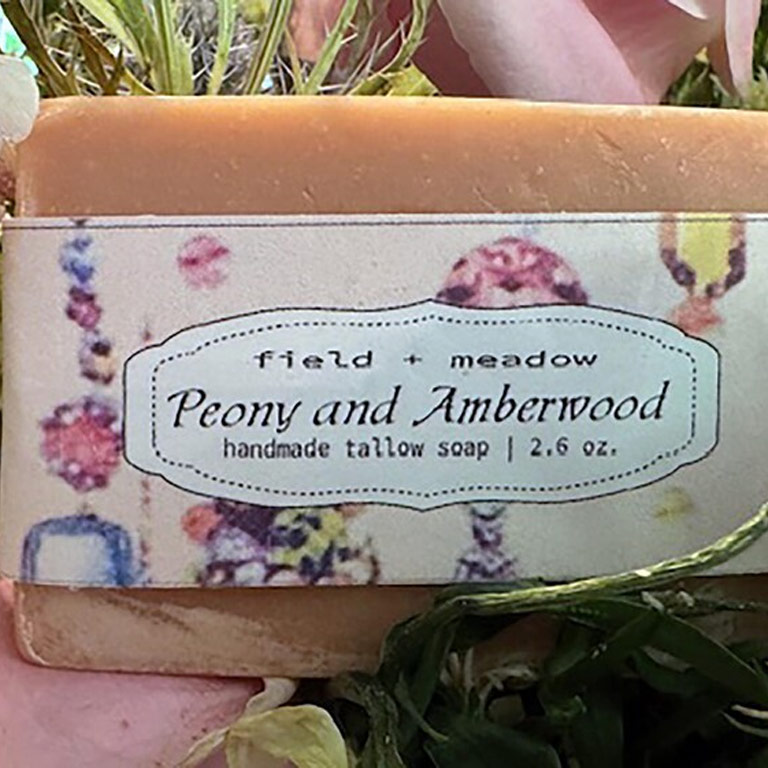 field + meadow
Peony and Amberwood
handmade tallow soap | 2.6 oz.